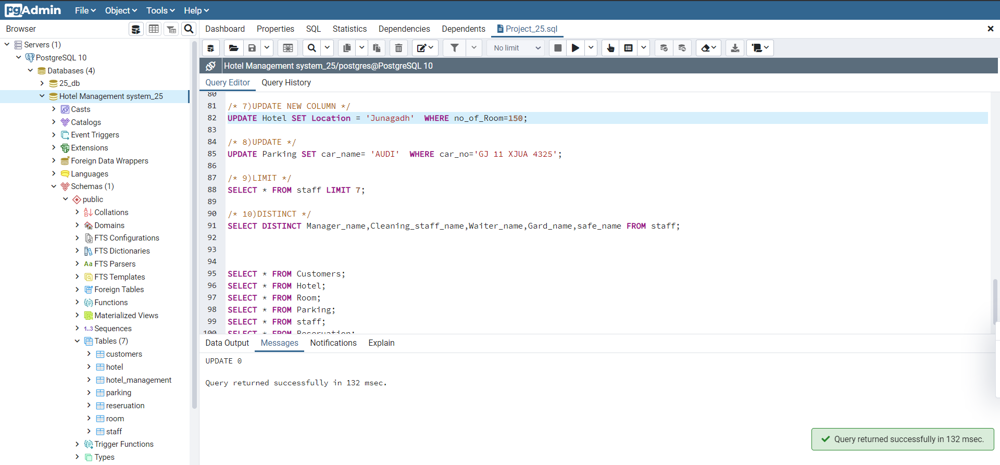 pgAdmin File Object Tools Help
Browser
Dashboard Properties SQL Statistics Dependencies Dependents Project_25.sql
Servers (1)
PostgreSQL 10
Databases (4)
25_db
Hotel Management system_25
Casts
Catalogs
Event Triggers
Extensions
Foreign Data Wrappers
Languages
Schemas (1)
public
Collations
Domains
FTS Configurations
FTS Dictionaries
Aa FTS Parsers
FTS Templates
Foreign Tables
Functions
Materialized Views
1..3 Sequences
Tables (7)
customers
hotel
hotel_management
parking
reseruation
room
staff
Trigger Functions
Types
No limit
Hotel Management system_25/postgres@PostgreSQL 10
Query Editor Query History
80
81 /* 7)UPDATE NEW COLUMN */
82 UPDATE Hotel SET Location = 'Junagadh'  WHERE no_of_Room=150;
83
84 /* 8)UPDATE */
85 UPDATE Parking SET car_name= 'AUDI'  WHERE car_no='GJ 11 XJUA 4325';
86
87 /* 9)LIMIT */
88 SELECT * FROM staff LIMIT 7;
89
90 /* 10)DISTINCT */
91 SELECT DISTINCT Manager_name,Cleaning_staff_name,Waiter_name,Gard_name,safe_name FROM staff;
92
93
94
95 SELECT * FROM Customers;
96 SELECT * FROM Hotel;
97 SELECT * FROM Room;
98 SELECT * FROM Parking;
99 SELECT * FROM staff;
100 SELECT * FROM Reseruation;
Data Output Messages Notifications Explain
UPDATE 0
Query returned successfully in 132 msec.
Query returned successfully in 132 msec.